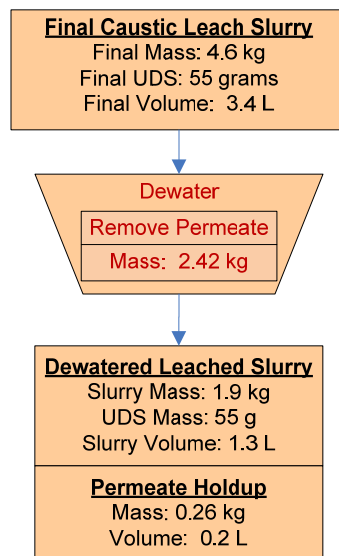 Final Caustic Leach Slurry
Final Mass: 4.6 kg
Final UDS: 55 grams
Final Volume: 3.4 L
Dewater
Remove Permeate
Mass: 2.42 kg
Dewatered Leached Slurry
Slurry Mass: 1.9 kg
UDS Mass: 55 g
Slurry Volume: 1.3 L
Permeate Holdup
Mass: 0.26 kg
Volume: 0.2 L